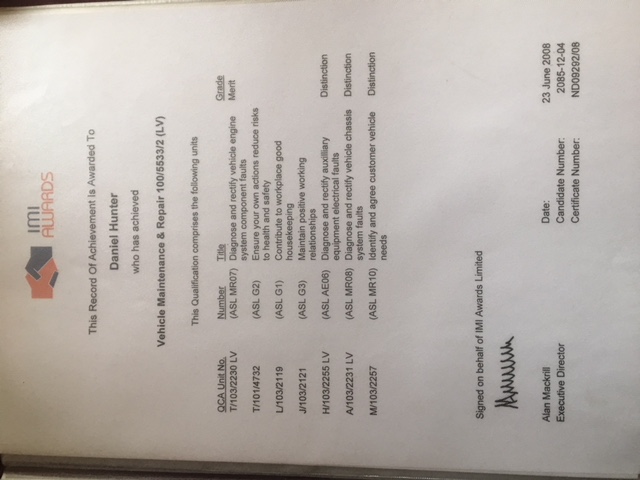 IMI
AWARDS
This Record Of Achievement Is Awarded To
Daniel Hunter
who has achieved
Vehicle Maintenance & Repair 100/5533/2 (LV)
This Qualification comprises the following units
QCA Unit No. Number Title Grade
T/103/2230 LV (ASL MR07) Diagnose and rectify vehicle engine Merit
system component faults
T/101/4732 (ASL G2) Ensure your own actions reduce risks
to health and safety
L/103/2119 (ASL G1) Contribute to workplace good
housekeeping
J/103/2121 (ASL G3) Maintain positive working
relationships
H/103/2255 LV (ASL AE06) Diagnose and rectify auxilliary Distinction
equipment electrical faults
A/103/2231 LV (ASL MR08) Diagnose and rectify vehicle chassis Distinction
system faults
M/103/2257 (ASL MR10) Identify and agree customer vehicle Distinction
needs
Signed on behalf of IMI Awards Limited
Alan Mackrill Date: 23 June 2008
Executive Director Candidate Number: 2085-12-04
Certificate Number: ND09292/08